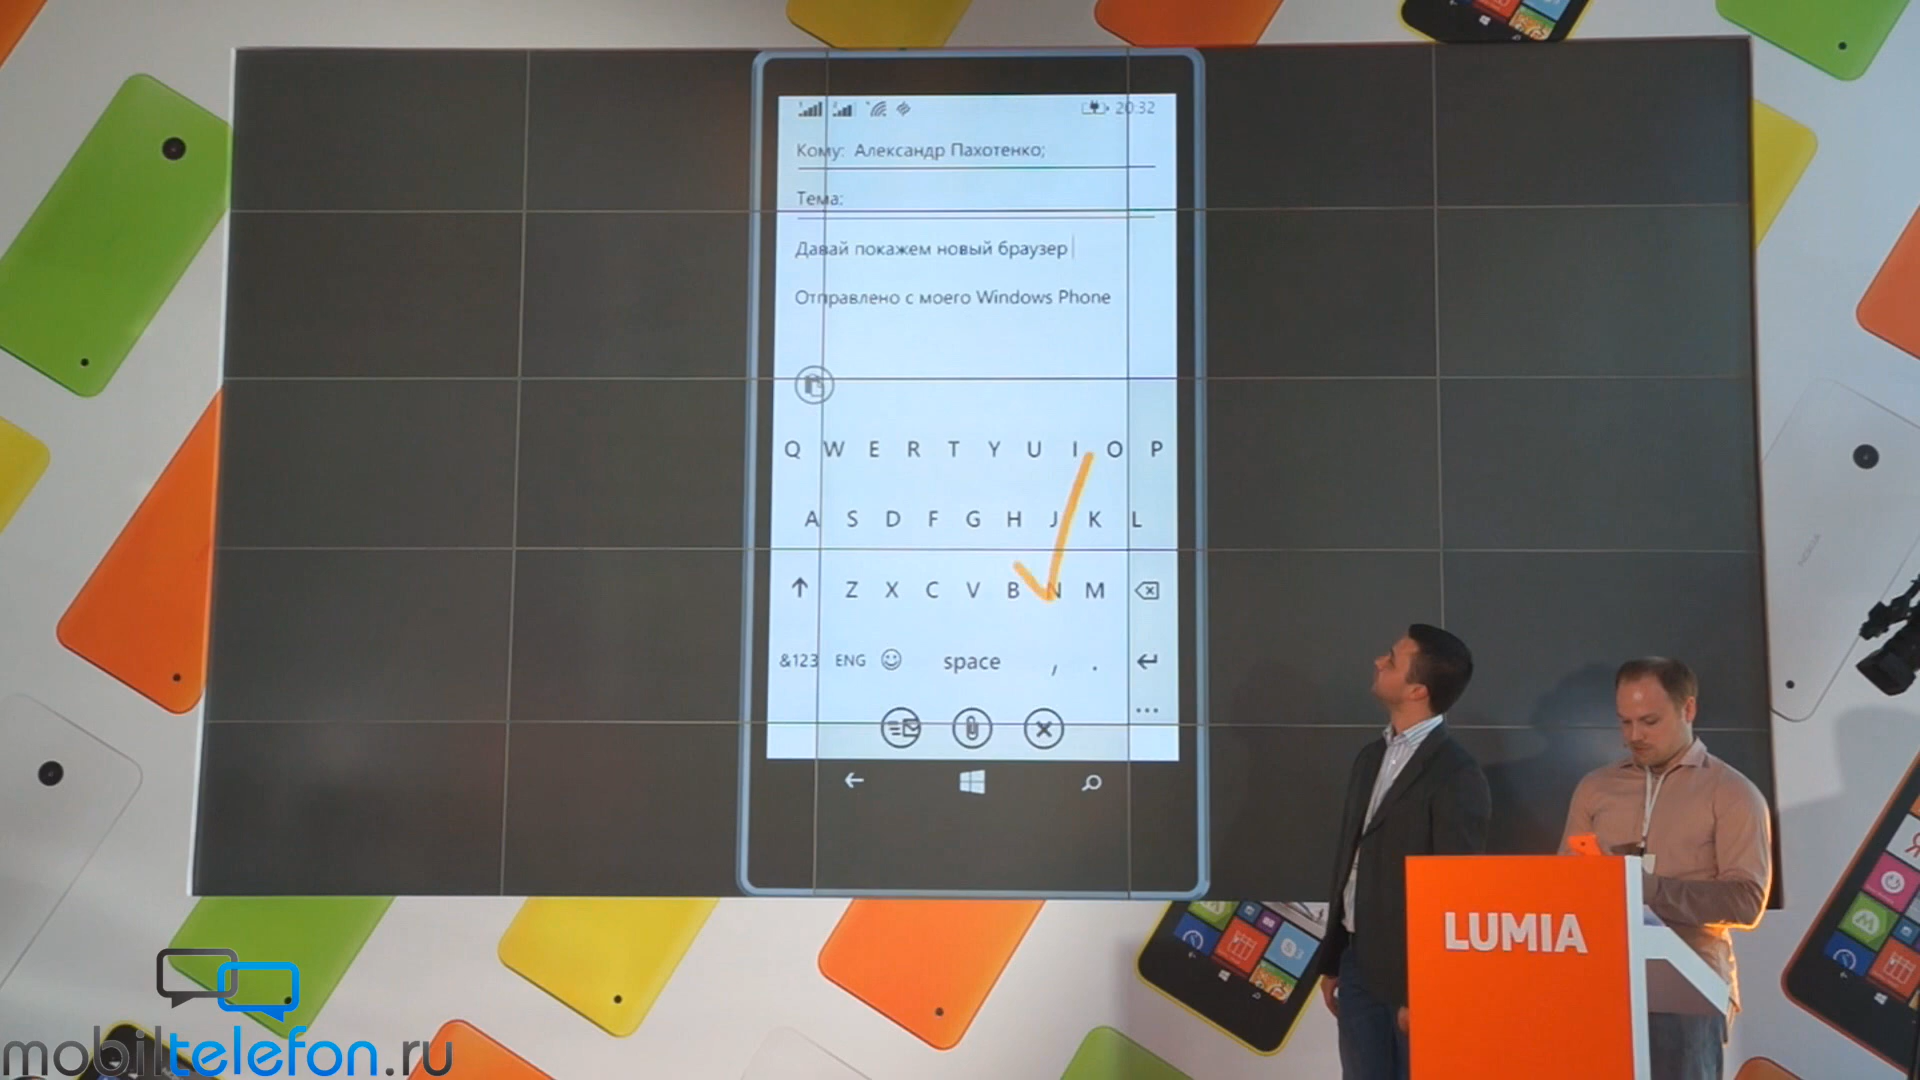 20:32
Кому: Александр Пахотенко;
Тема:
Давай покажем новый браузер
Отправлено с моего Windows Phone
Q W E R T Y U I O P
A S D F G H J K L
Z X C V B N M
&123 ENG space , .
LUMIA
NOKIA
mobiltelefon.ru